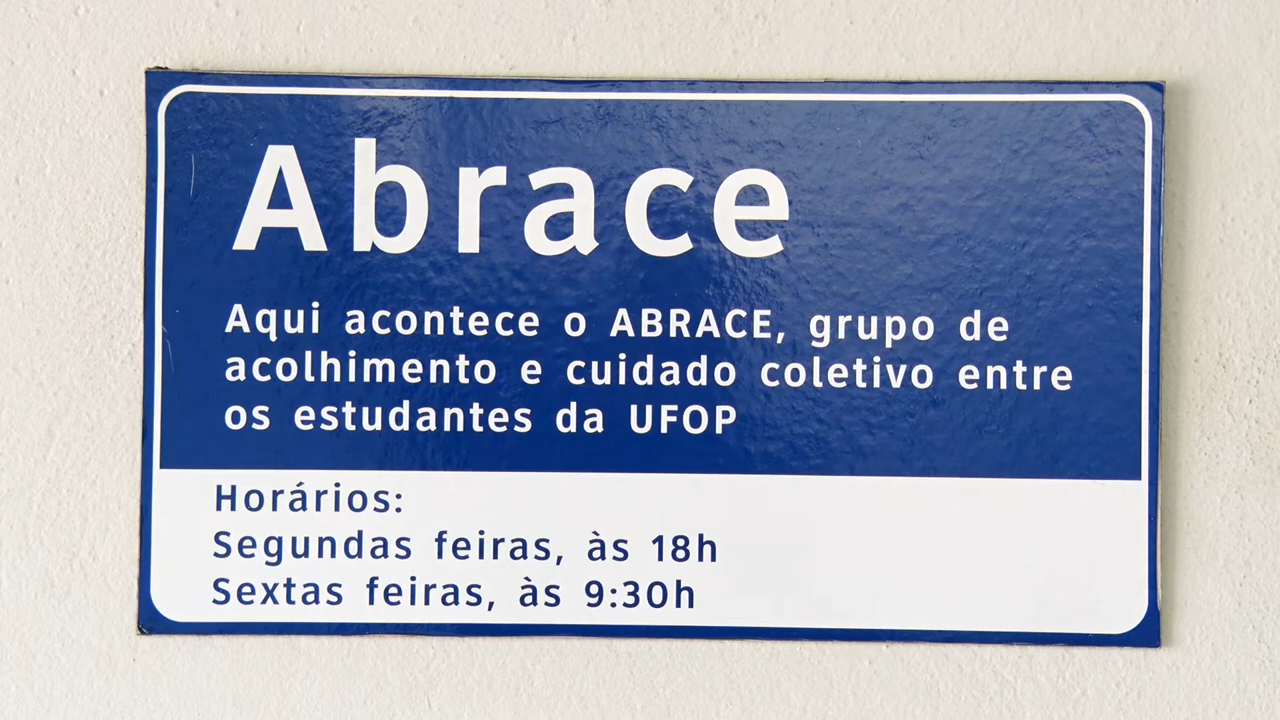 Abrace
Aqui acontece o ABRACE, grupo de
acolhimento e cuidado coletivo entre
os estudantes da UFOP
Horários:
Segundas feiras, às 18h
Sextas feiras, às 9:30h